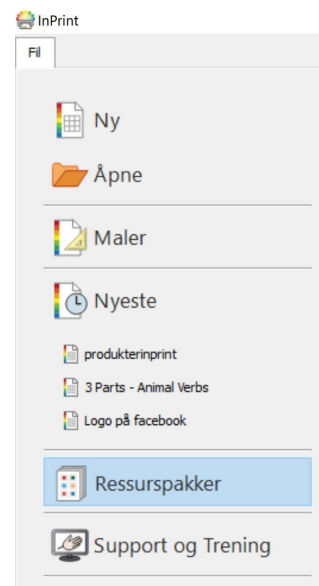 InPrint
Fil
Ny
Åpne
Maler
Nyeste
produkterinprint
3 Parts - Animal Verbs
Logo på facebook
Ressurspakker
Support og Trening